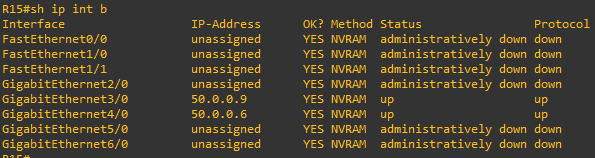 R15#sh ip int b
Interface IP-Address OK? Method Status Protocol
FastEthernet0/0 unassigned YES NVRAM administratively down down
FastEthernet1/0 unassigned YES NVRAM administratively down down
FastEthernet1/1 unassigned YES NVRAM administratively down down
GigabitEthernet2/0 unassigned YES NVRAM administratively down down
GigabitEthernet3/0 50.0.0.9 YES NVRAM up up
GigabitEthernet4/0 50.0.0.6 YES NVRAM up up
GigabitEthernet5/0 unassigned YES NVRAM administratively down down
GigabitEthernet6/0 unassigned YES NVRAM administratively down down
R15#